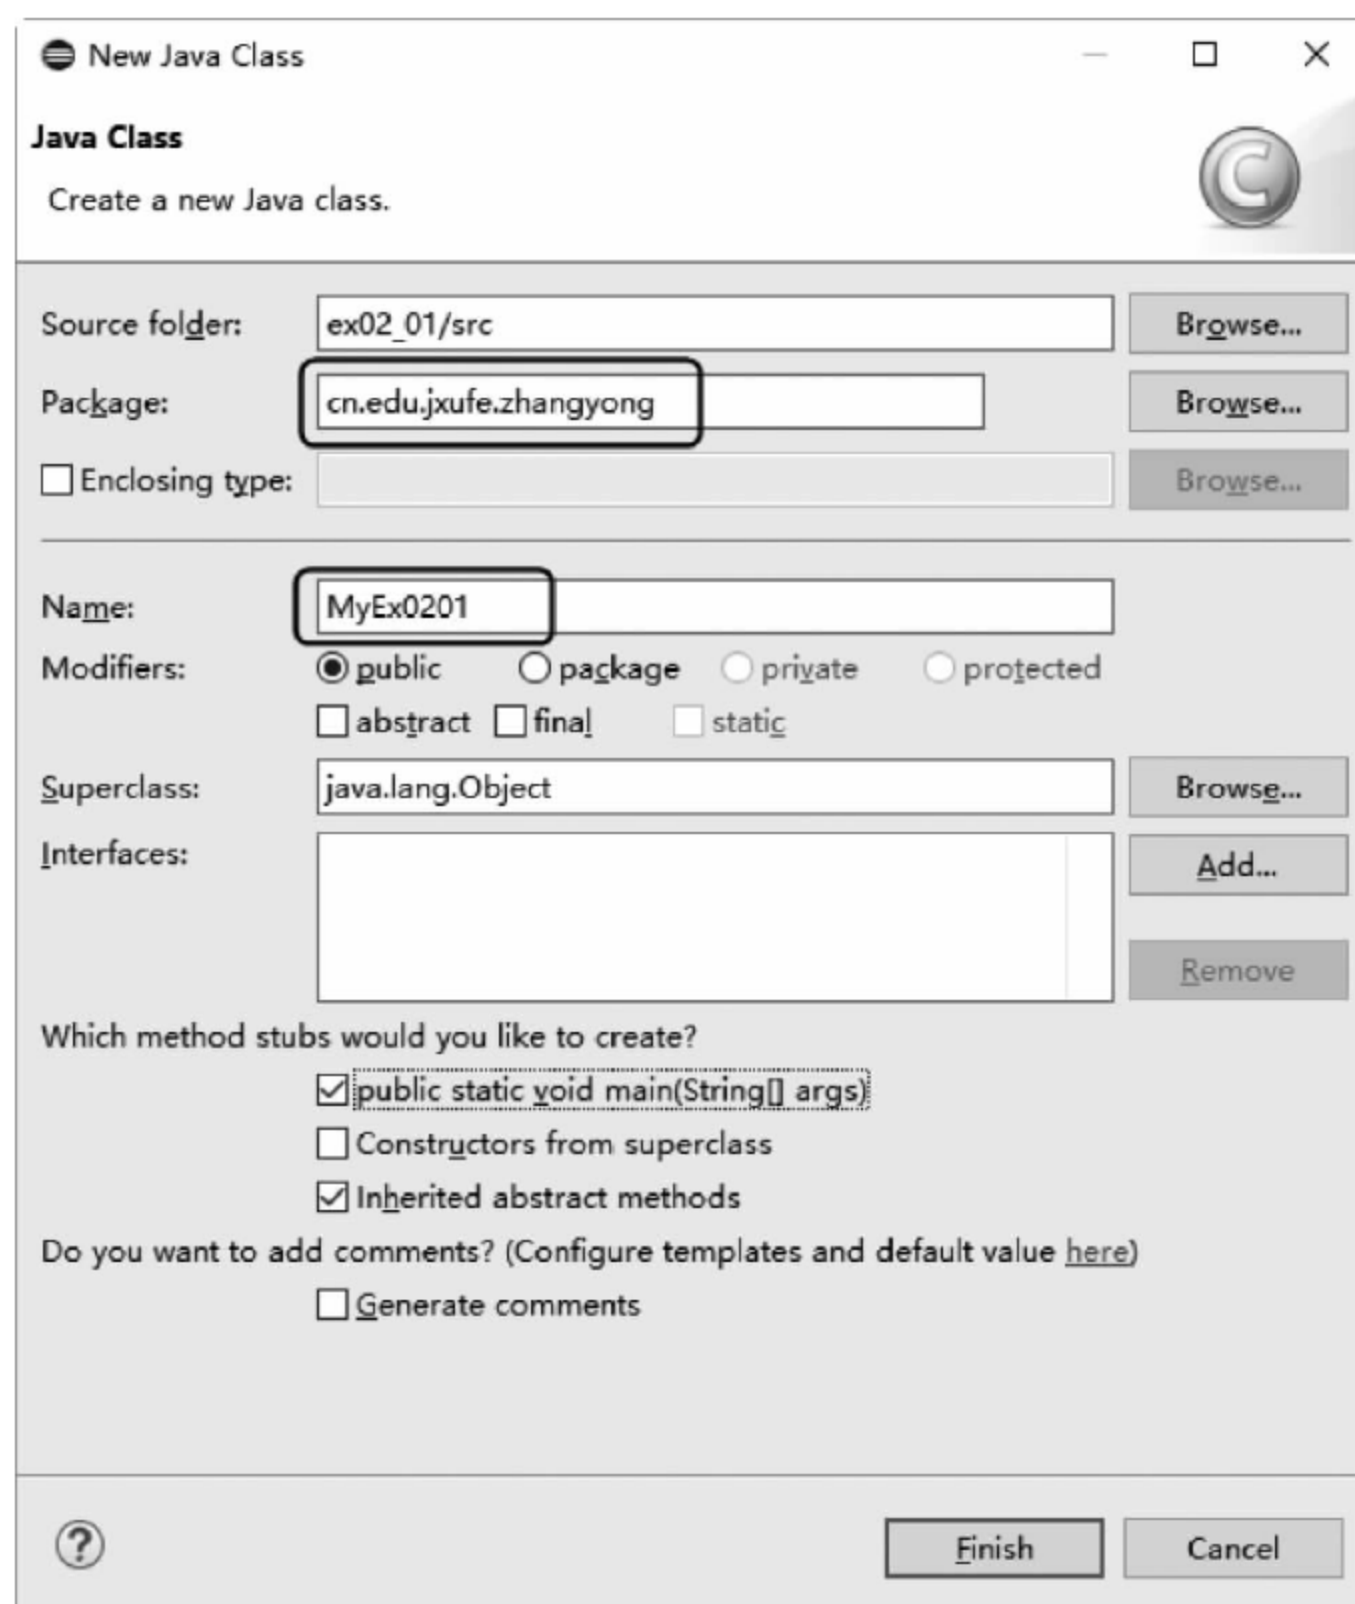 New Java Class
Java Class
Create a new Java class.
Source folder: ex02_01/src Browse...
Package: cn.edu.jxufe.zhangyong Browse...
Enclosing type: Browse...
Name: MyEx0201
Modifiers: public package private protected
abstract final static
Superclass: java.lang.Object Browse...
Interfaces: Add...
Remove
Which method stubs would you like to create?
public static void main(String[] args)
Constructors from superclass
Inherited abstract methods
Do you want to add comments? (Configure templates and default value here)
Generate comments
? Finish Cancel